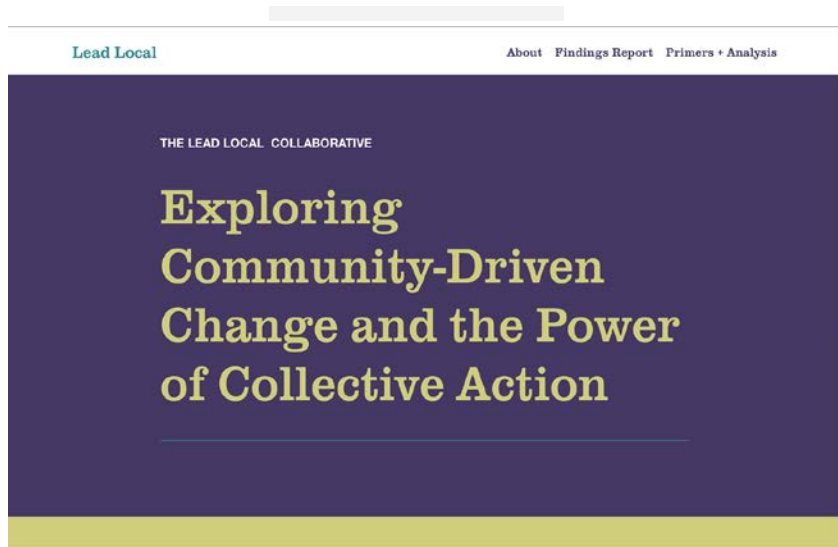 Lead Local
About Findings Report Primers + Analysis
THE LEAD LOCAL COLLABORATIVE
Exploring
Community-Driven
Change and the Power
of Collective Action